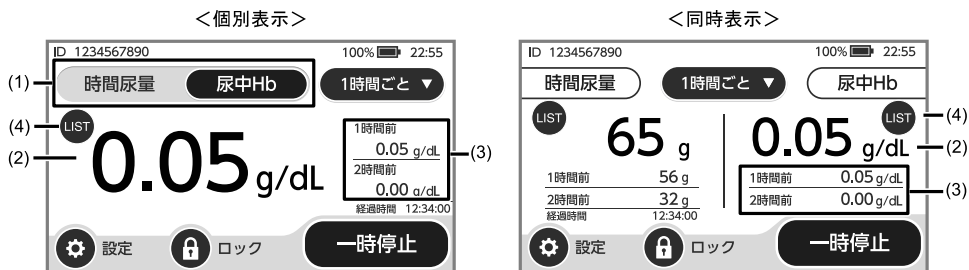 ＜個別表示＞
ID 1234567890 100% 22:55
(1)
時間尿量 尿中Hb 1時間ごと ▼
(4)
LIST
(2)
0.05 g/dL
1時間前
0.05 g/dL
2時間前
0.00 g/dL
(3)
経過時間 12:34:00
設定 ロック 一時停止
＜同時表示＞
ID 1234567890 100% 22:55
時間尿量 1時間ごと ▼ 尿中Hb
LIST
65 g
1時間前 56 g
2時間前 32 g
経過時間 12:34:00
LIST
(4)
0.05 g/dL
(2)
1時間前 0.05 g/dL
2時間前 0.00 g/dL
(3)
設定 ロック 一時停止